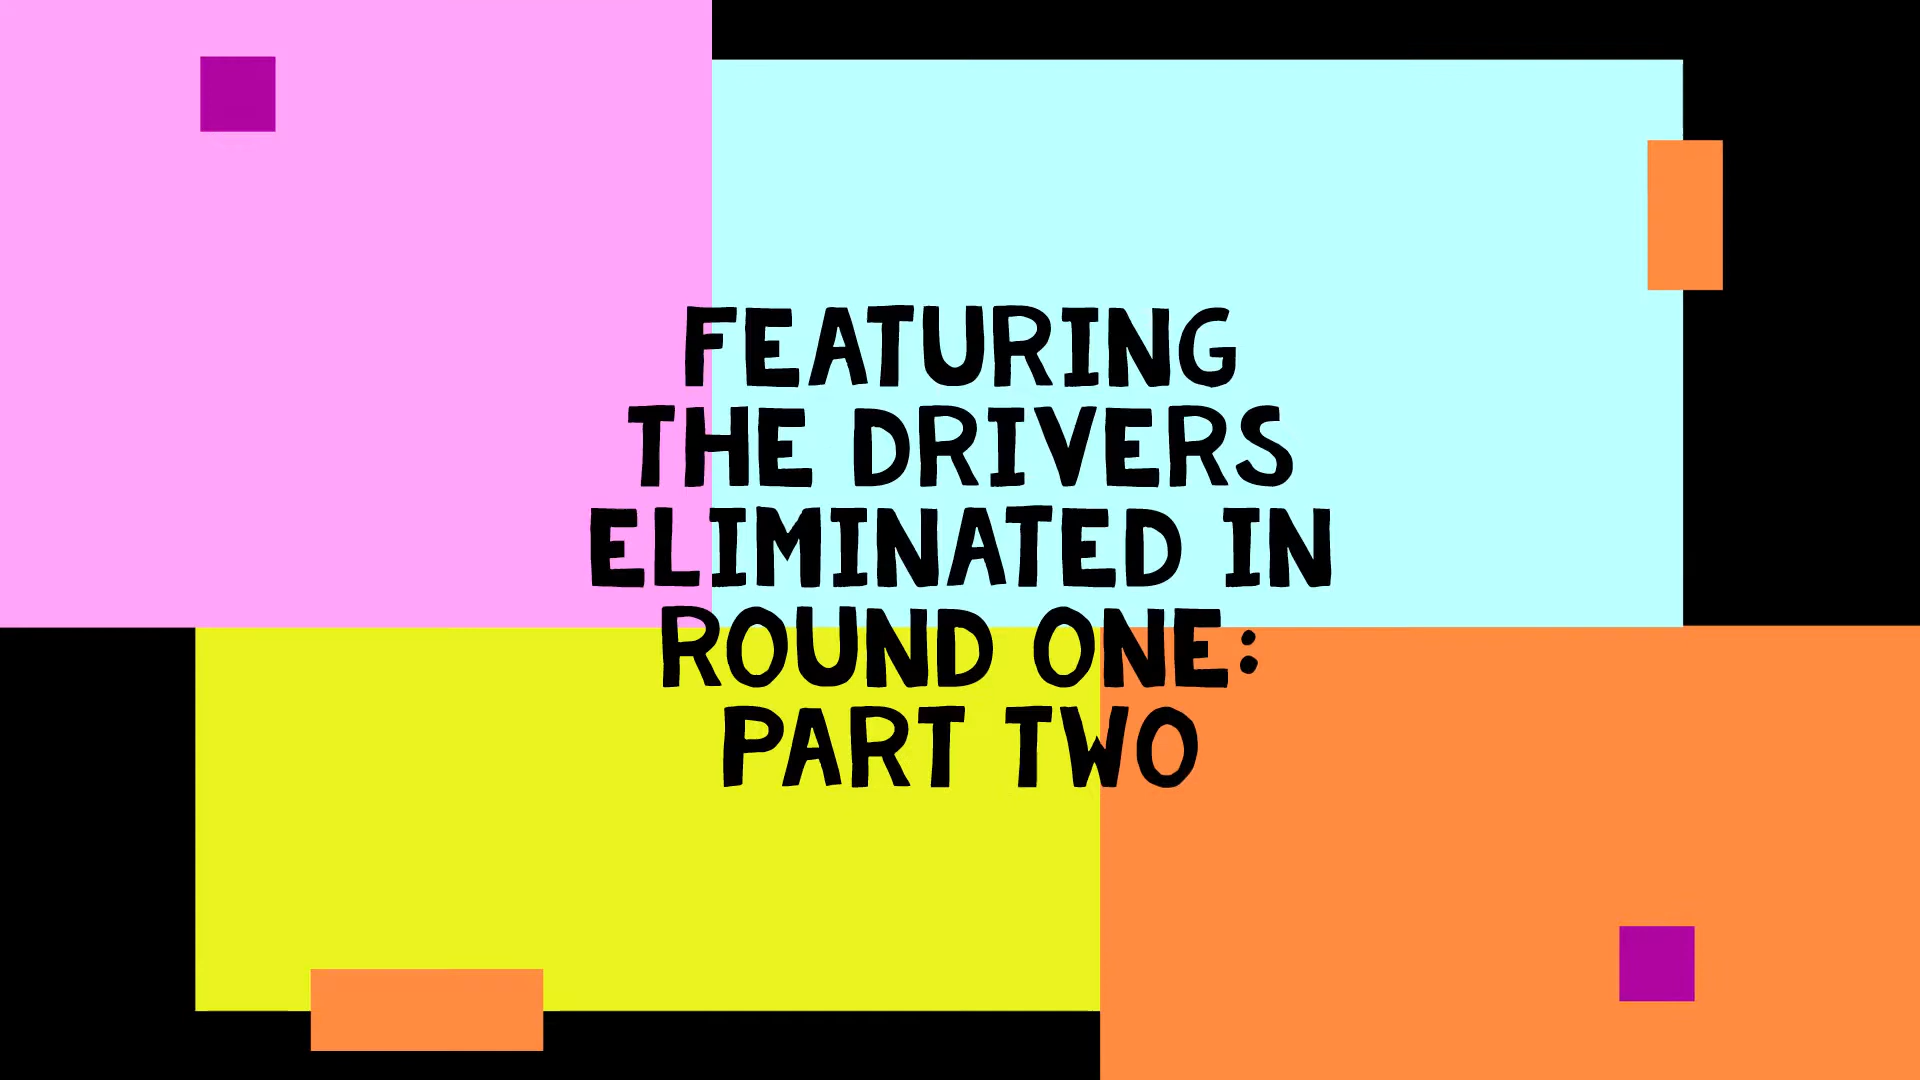 FEATURING
THE DRIVERS
ELIMINATED IN
ROUND ONE:
PART TWO